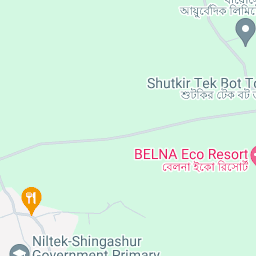 আয়ুর্বেদিক লিমি
Shutkir Tek Bot To
শুটকির টেক বট
BELNA Eco Resort
বেলনা ইকো রিসোর্ট
Niltek-Shingashur
Government Primary